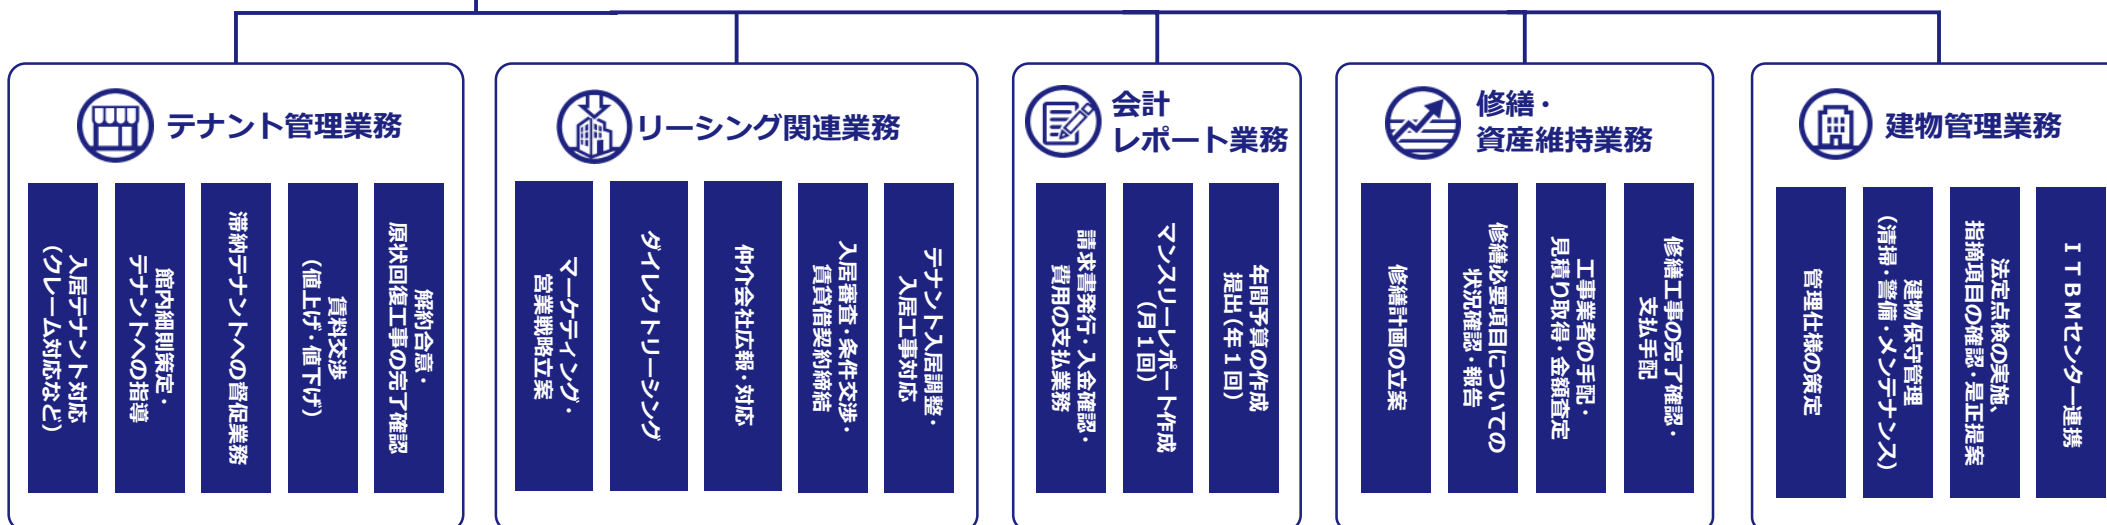 テナント管理業務
入居テナント対応
(クレーム対応など)
館内細則策定・
テナントへの指導
滞納テナントへの督促業務
賃料交渉
(値上げ・値下げ)
解約合意・
原状回復工事の完了確認
リーシング関連業務
マーケティング・
営業戦略立案
ダイレクトリーシング
仲介会社広報・対応
入居審査・条件交渉・
賃貸借契約締結
テナント入居調整・
入居工事対応
会計
レポート業務
請求書発行・入金確認・
費用の支払業務
マンスリーレポート作成
(月1回)
年間予算の作成
提出(年1回)
修繕・
資産維持業務
修繕計画の立案
修繕必要項目についての
状況確認・報告
工事業者の手配・
見積り取得・金額査定
修繕工事の完了確認・
支払手配
建物管理業務
管理仕様の策定
建物保守管理
(清掃・警備・メンテナンス)
法定点検の実施、
指摘項目の確認・是正提案
ITBMセンター連携